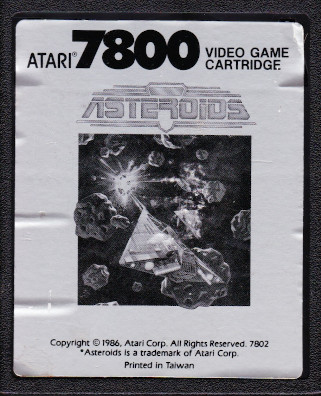 ATARI® 7800 VIDEO GAME
CARTRIDGE
ASTEROIDS
Copyright © 1986, Atari Corp. All Rights Reserved. 7802
*Asteroids is a trademark of Atari Corp.
Printed in Taiwan